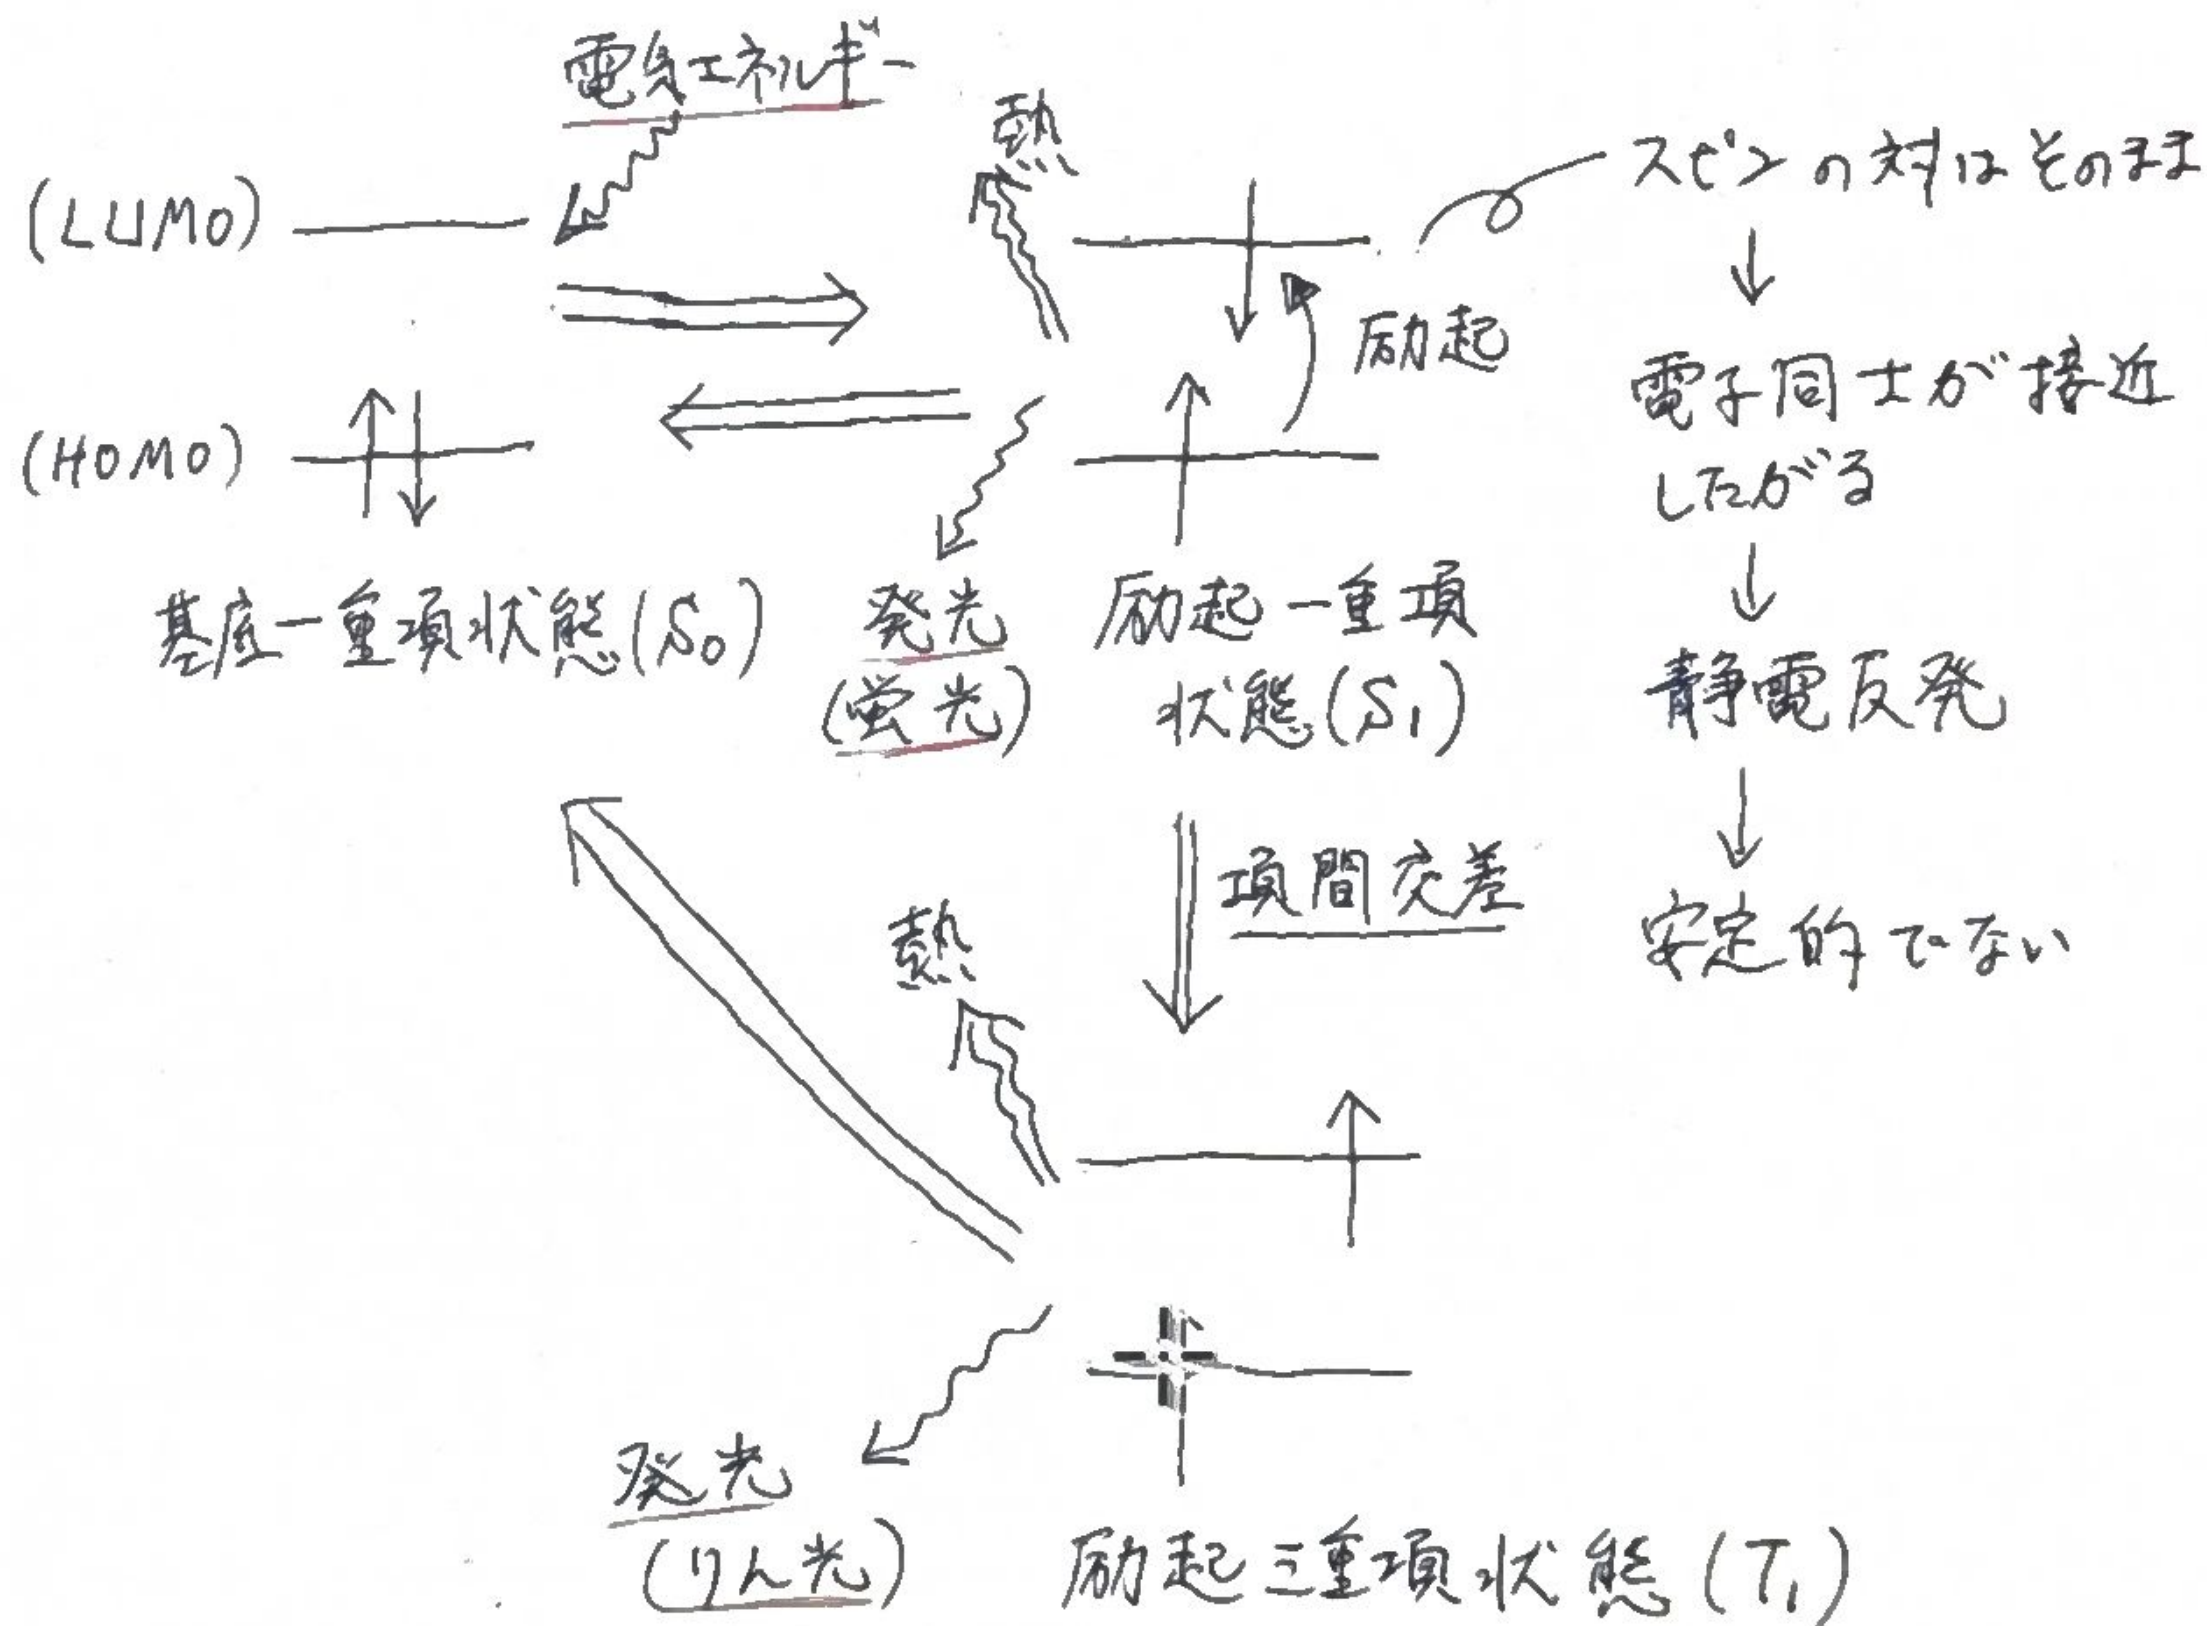 電気エネルギー
熱
スピンの対はそのまま
(LUMO)
励起
電子同士が接近
したがる
(HOMO)
基底一重項状態(S₀)
発光
(蛍光)
励起一重項
状態(S₁)
静電反発
項間交差
安定的でない
熱
発光
(りん光)
励起三重項状態(T₁)